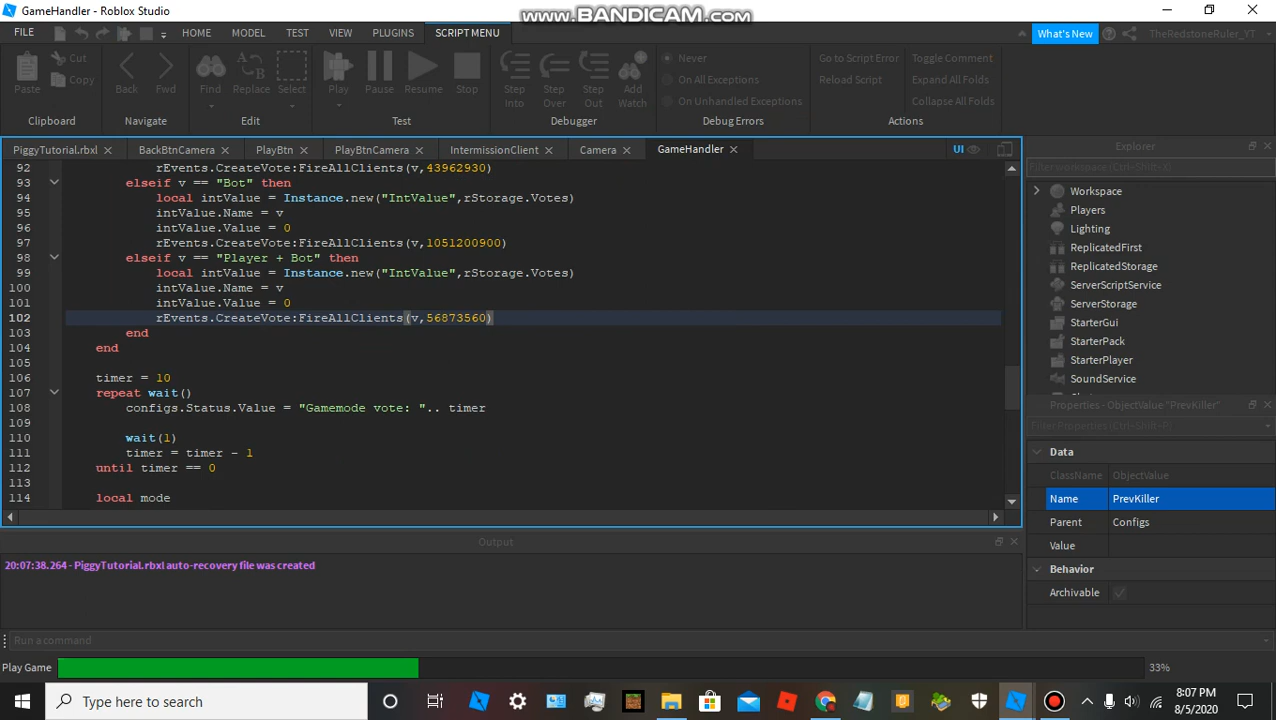 GameHandler - Roblox Studio
www.BANDICAM.com
FILE HOME MODEL TEST VIEW PLUGINS SCRIPT MENU What's New TheRedstoneRuler_YT
Paste Cut Copy Back Fwd Find Replace Select Play Pause Resume Stop Step Into Step Over Step Out Add Watch Never On All Exceptions On Unhandled Exceptions Go to Script Error Reload Script Toggle Comment Expand All Folds Collapse All Folds
Clipboard Navigate Edit Test Debugger Debug Errors Actions
PiggyTutorial.rbxl BackBtnCamera PlayBtn PlayBtnCamera IntermissionClient Camera GameHandler UI
92 rEvents.CreateVote:FireAllClients(v,43962930)
93 elseif v == "Bot" then
94 local intValue = Instance.new("IntValue",rStorage.Votes)
95 intValue.Name = v
96 intValue.Value = 0
97 rEvents.CreateVote:FireAllClients(v,1051200900)
98 elseif v == "Player + Bot" then
99 local intValue = Instance.new("IntValue",rStorage.Votes)
100 intValue.Name = v
101 intValue.Value = 0
102 rEvents.CreateVote:FireAllClients(v,56873560)
103 end
104 end
105
106 timer = 10
107 repeat wait()
108 configs.Status.Value = "Gamemode vote: ".. timer
109
110 wait(1)
111 timer = timer - 1
112 until timer == 0
113
114 local mode
Explorer
Filter workspace (Ctrl+Shift+X)
Workspace
Players
Lighting
ReplicatedFirst
ReplicatedStorage
ServerScriptService
ServerStorage
StarterGui
StarterPack
StarterPlayer
SoundService
Properties - ObjectValue "PrevKiller"
Filter Properties (Ctrl+Shift+P)
Data
ClassName ObjectValue
Name PrevKiller
Parent Configs
Value
Behavior
Archivable
Output
20:07:38.264 - PiggyTutorial.rbxl auto-recovery file was created
Run a command
Play Game 33%
Type here to search
8:07 PM
8/5/2020